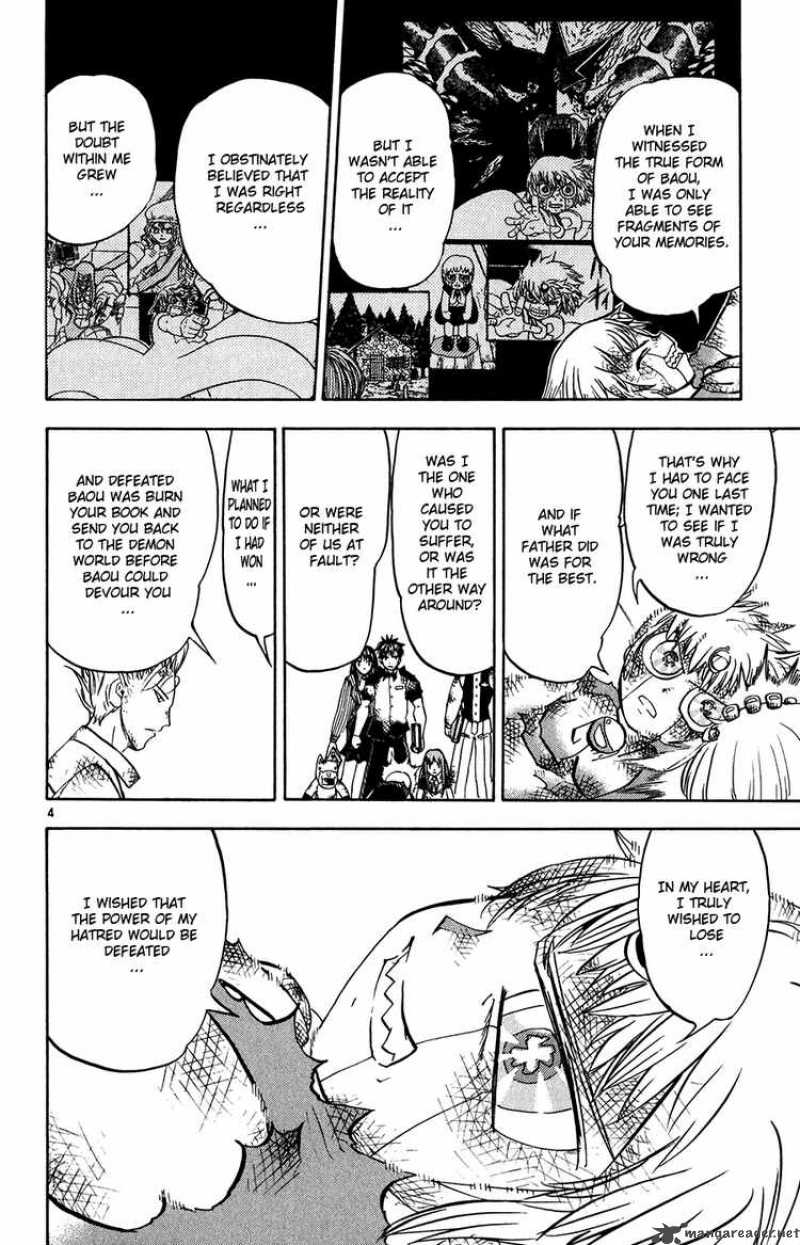 WHEN I
WITNESSED
THE TRUE FORM
OF BAOU,
I WAS ONLY
ABLE TO SEE
FRAGMENTS OF
YOUR MEMORIES.
BUT I
WASN'T ABLE
TO ACCEPT
THE REALITY
OF IT
...
I OBSTINATELY
BELIEVED THAT
I WAS RIGHT
REGARDLESS
...
BUT THE
DOUBT
WITHIN ME
GREW
...
THAT'S WHY
I HAD TO FACE
YOU ONE LAST
TIME; I WANTED
TO SEE IF I
WAS TRULY
WRONG
...
AND IF
WHAT
FATHER DID
WAS FOR
THE BEST.
WAS I
THE ONE
WHO
CAUSED
YOU TO
SUFFER,
OR WAS
IT THE
OTHER WAY
AROUND?
OR WERE
NEITHER
OF US AT
FAULT?
WHAT I
PLANNED
TO DO IF
I HAD
WON
...
AND DEFEATED
BAOU WAS BURN
YOUR BOOK AND
SEND YOU BACK
TO THE DEMON
WORLD BEFORE
BAOU COULD
DEVOUR YOU
...
4
IN MY HEART,
I TRULY
WISHED TO
LOSE
...
I WISHED THAT
THE POWER OF MY
HATRED WOULD BE
DEFEATED
...
mangareader.net